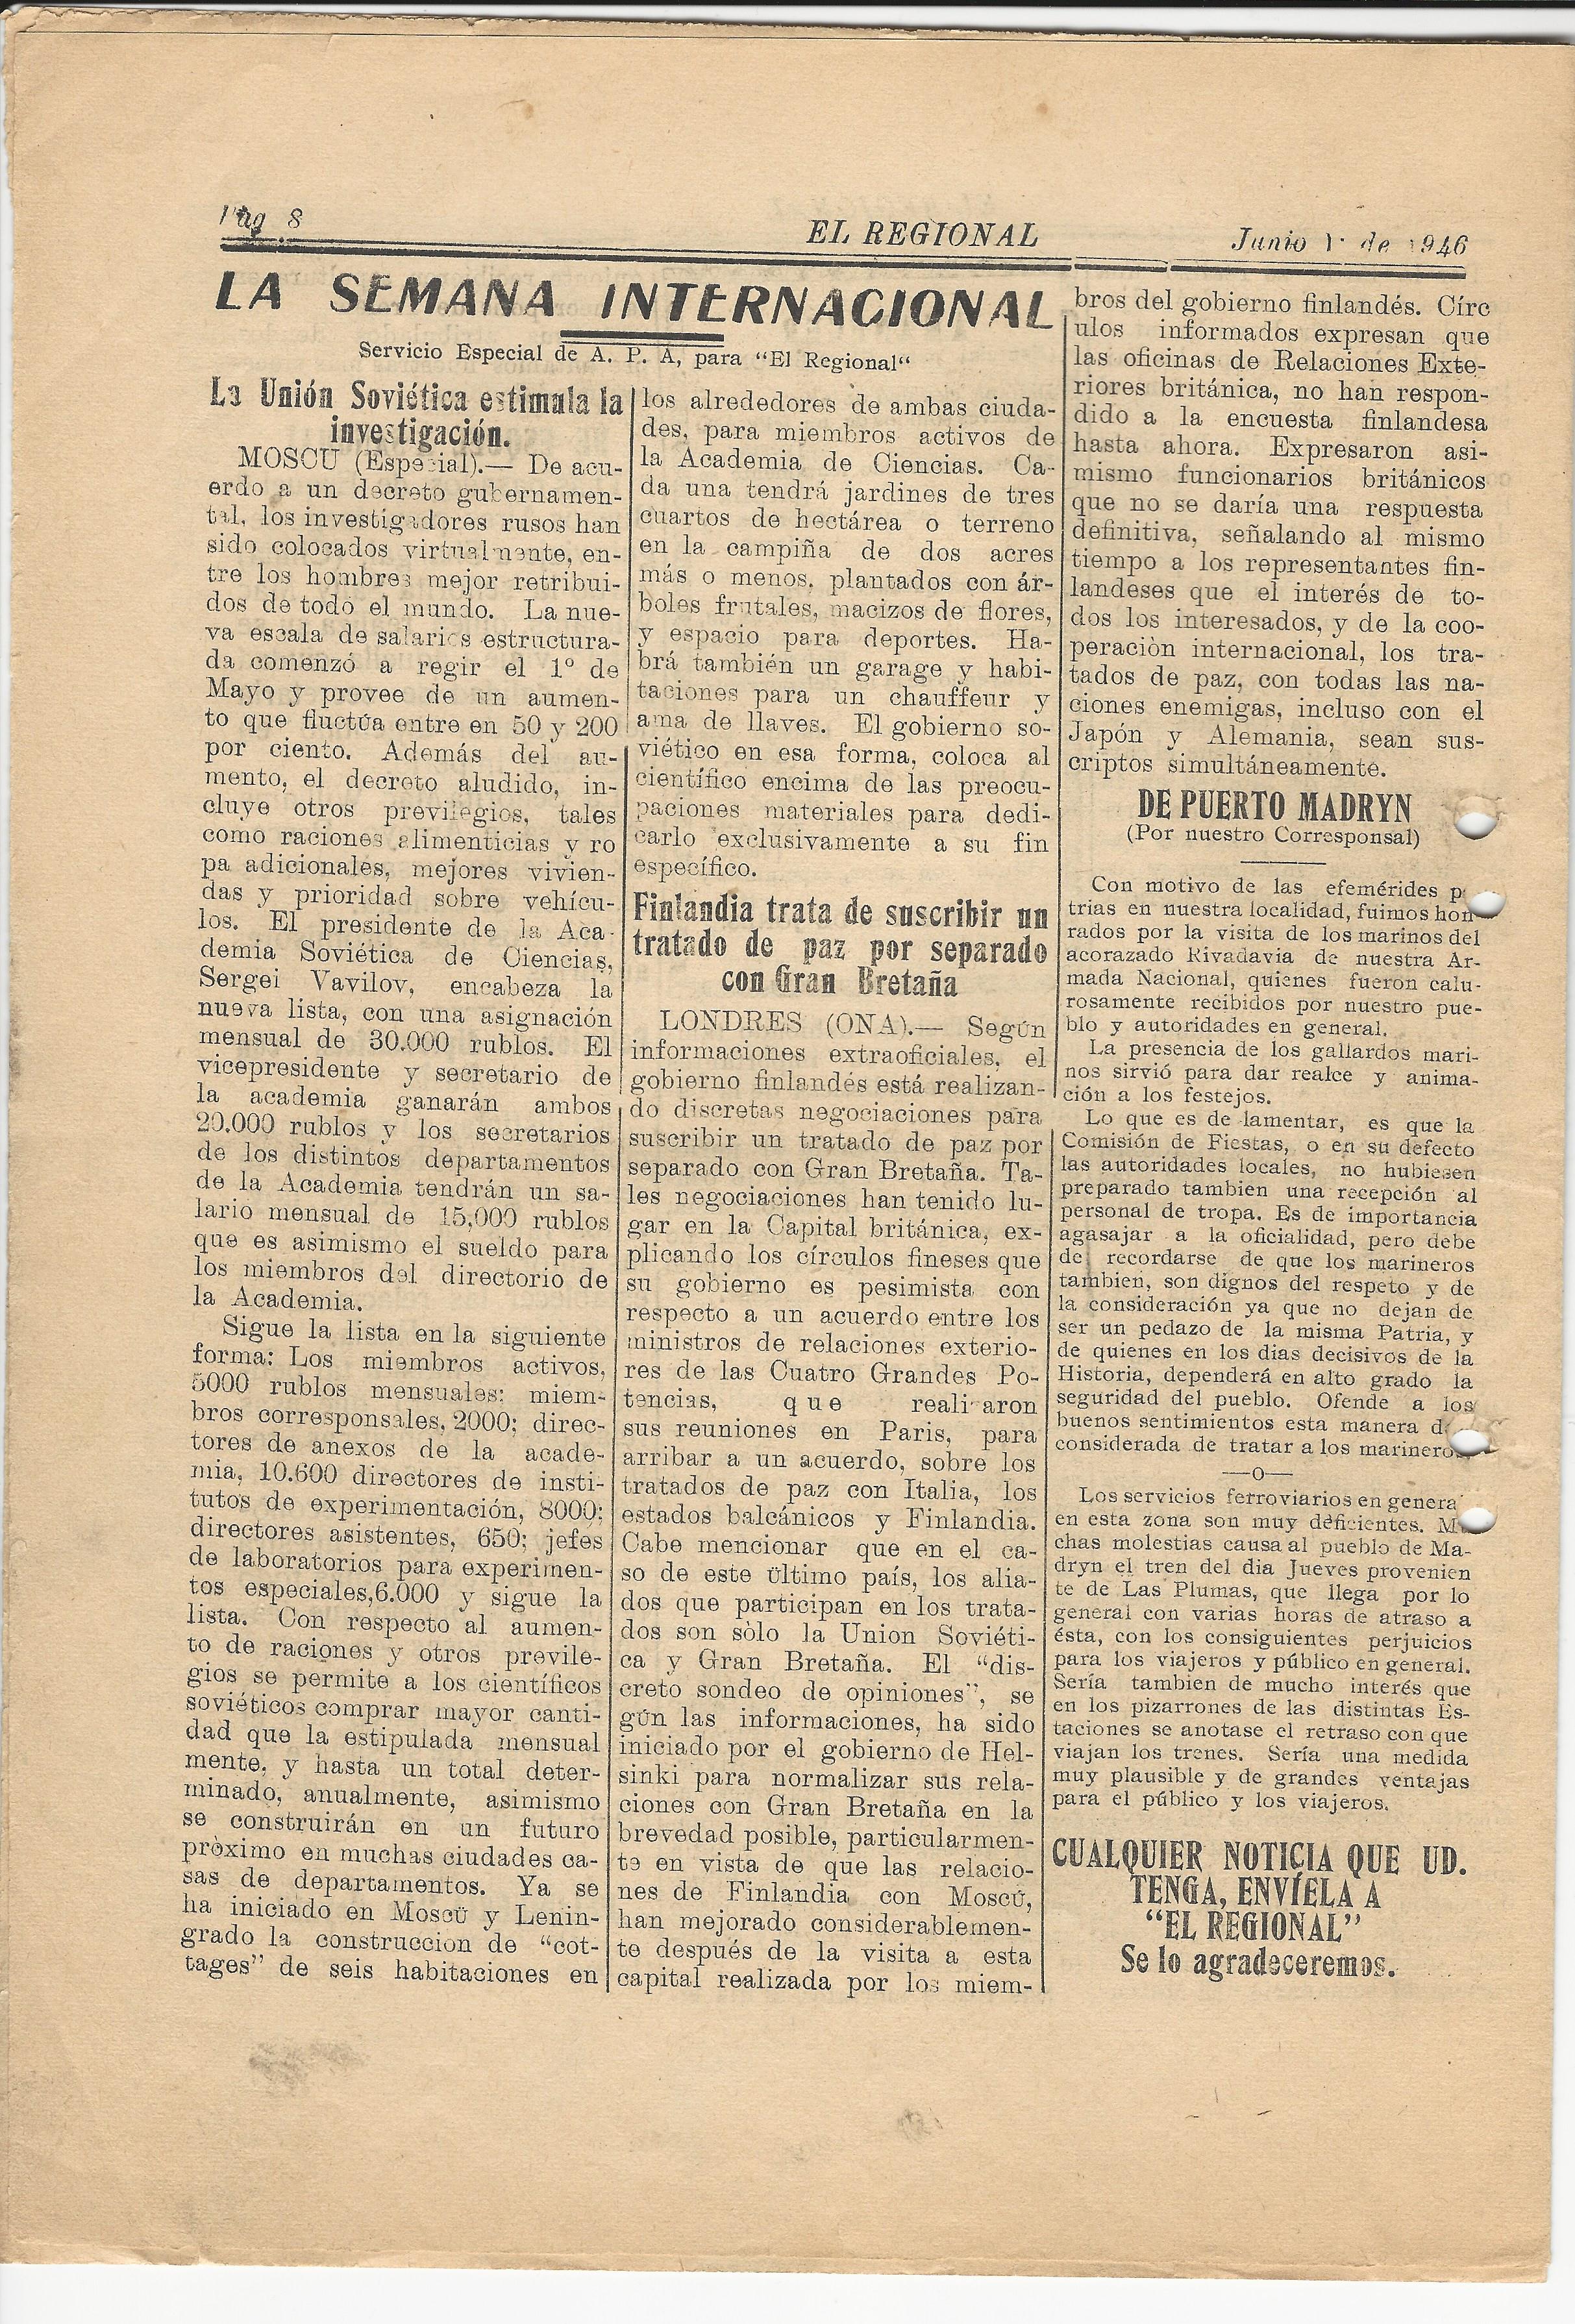 Pag 8
EL REGIONAL
Junio 1· de 1946
LA SEMANA INTERNACIONAL
Servicio Especial de A. P. A, para “El Regional“
La Unión Soviética estimula la
investigación.
MOSCU (Especial).— De acu-
erdo a un decreto gubernamen-
tal, los investigadores rusos han
sido colocados virtualmente, en-
tre los hombres mejor retribui-
dos de todo el mundo. La nue-
va escala de salarios estructura-
da comenzó a regir el 1º de
Mayo y provee de un aumen-
to que fluctúa entre en 50 y 200
por ciento. Además del au-
mento, el decreto aludido, in-
cluye otros previlegios, tales
como raciones alimenticias y ro
pa adicionales, mejores vivien-
das y prioridad sobre vehícu-
los. El presidente de la Aca-
demia Soviética de Ciencias,
Sergei Vavilov, encabeza la
nueva lista, con una asignación
mensual de 30.000 rublos. El
vicepresidente y secretario de
la academia ganarán ambos
20.000 rublos y los secretarios
de los distintos departamentos
de la Academia tendrán un sa-
lario mensual de 15,000 rublos
que es asimismo el sueldo para
los miembros del directorio de
la Academia.
Sigue la lista en la siguiente
forma: Los miembros activos,
5000 rublos mensuales: miem-
bros corresponsales, 2000; direc-
tores de anexos de la acade-
mia, 10.600 directores de insti-
tutos de experimentación, 8000;
directores asistentes, 650; jefes
de laboratorios para experimen-
tos especiales,6.000 y sigue la
lista. Con respecto al aumen-
to de raciones y otros previle-
gios se permite a los científicos
soviéticos comprar mayor canti-
dad que la estipulada mensual
mente, y hasta un total deter-
minado, anualmente, asimismo
se construirán en un futuro
pròximo en muchas ciudades ca-
sas de departamentos. Ya se
ha iniciado en Moscü y Lenin-
grado la construccion de “cot-
tages” de seis habitaciones en
los alrededores de ambas ciuda-
des, para miembros activos de
la Academia de Ciencias. Ca-
da una tendrá jardines de tres
cuartos de hectárea o terreno
en la campiña de dos acres
más o menos, plantados con ár-
boles frutales, macizos de flores,
y espacio para deportes. Ha-
brá también un garage y habi-
taciones para un chauffeur y
ama de llaves. El gobierno so-
viético en esa forma, coloca al
científico encima de las preocu-
paciones materiales para dedi-
carlo exclusivamente a su fin
específico.
Finlandia trata de suscribir un
tratado de paz por separado
con Gran Bretaña
LONDRES (ONA).— Según
informaciones extraoficiales, el
gobierno finlandés está realizan-
do discretas negociaciones para
suscribir un tratado de paz por
separado con Gran Bretaña. Ta-
les negociaciones han tenido lu-
gar en la Capital británica, ex-
plicando los círculos fineses que
su gobierno es pesimista con
respecto a un acuerdo entre los
ministros de relaciones exterio-
res de las Cuatro Grandes Po-
tencias, que realizaron
sus reuniones en Paris, para
arribar a un acuerdo, sobre los
tratados de paz con Italia, los
estados balcánicos y Finlandia.
Cabe mencionar que en el ca-
so de este ültimo país, los alia-
dos que participan en los trata-
dos son sòlo la Union Soviéti-
ca y Gran Bretaña. El “dis-
creto sondeo de opiniones”, se
gún las informaciones, ha sido
iniciado por el gobierno de Hel-
sinki para normalizar sus rela-
ciones con Gran Bretaña en la
brevedad posible, particularmen-
te en vista de que las relacio-
nes de Finlandia con Moscú,
han mejorado considerablemen-
te después de la visita a esta
capital realizada por los miem-
bros del gobierno finlandés. Círc
ulos informados expresan que
las oficinas de Relaciones Exte-
riores británica, no han respon-
dido a la encuesta finlandesa
hasta ahora. Expresaron asi-
mismo funcionarios británicos
que no se daría una respuesta
definitiva, señalando al mismo
tiempo a los representantes fin-
landeses que el interés de to-
dos los interesados, y de la coo-
peraciòn internacional, los tra-
tados de paz, con todas las na-
ciones enemigas, incluso con el
Japón y Alemania, sean sus-
criptos simultáneamente.
DE PUERTO MADRYN
(Por nuestro Corresponsal)
Con motivo de las efemérides
trias en nuestra localidad, fuimos hon
rados por la visita de los marinos del
acorazado Rivadavia de nuestra Ar-
mada Nacional, quienes fueron calu-
rosamente recibidos por nuestro pue-
blo y autoridades en general.
La presencia de los gallardos mari-
nos sirvió para dar realce y anima-
ción a los festejos.
Lo que es de lamentar, es que la
Comisión de Fiestas, o en su defecto
las autoridades locales, no hubiesen
preparado tambien una recepción al
personal de tropa. Es de importancia
agasajar a la oficialidad, pero debe
de recordarse de que los marineros
tambien, son dignos del respeto y de
la consideración ya que no dejan de
ser un pedazo de la misma Patria, y
de quienes en los dias decisivos de la
Historia, dependerá en alto grado la
seguridad del pueblo. Ofende a los
buenos sentimientos esta manera
considerada de tratar a los marineros.
—o—
Los servicios ferroviarios en general
en esta zona son muy deficientes.
chas molestias causa al pueblo de Ma-
dryn el tren del dia Jueves provenien
te de Las Plumas, que llega por lo
general con varias horas de atraso a
ésta, con los consiguientes perjuicios
para los viajeros y público en general.
Sería tambien de mucho interés que
en los pizarrones de las distintas Es-
taciones se anotase el retraso con que
viajan los trenes. Sería una medida
muy plausible y de grandes ventajas
para el público y los viajeros.
CUALQUIER NOTICIA QUE UD.
TENGA, ENVÍELA A
“EL REGIONAL”
Se lo agradeceremos.